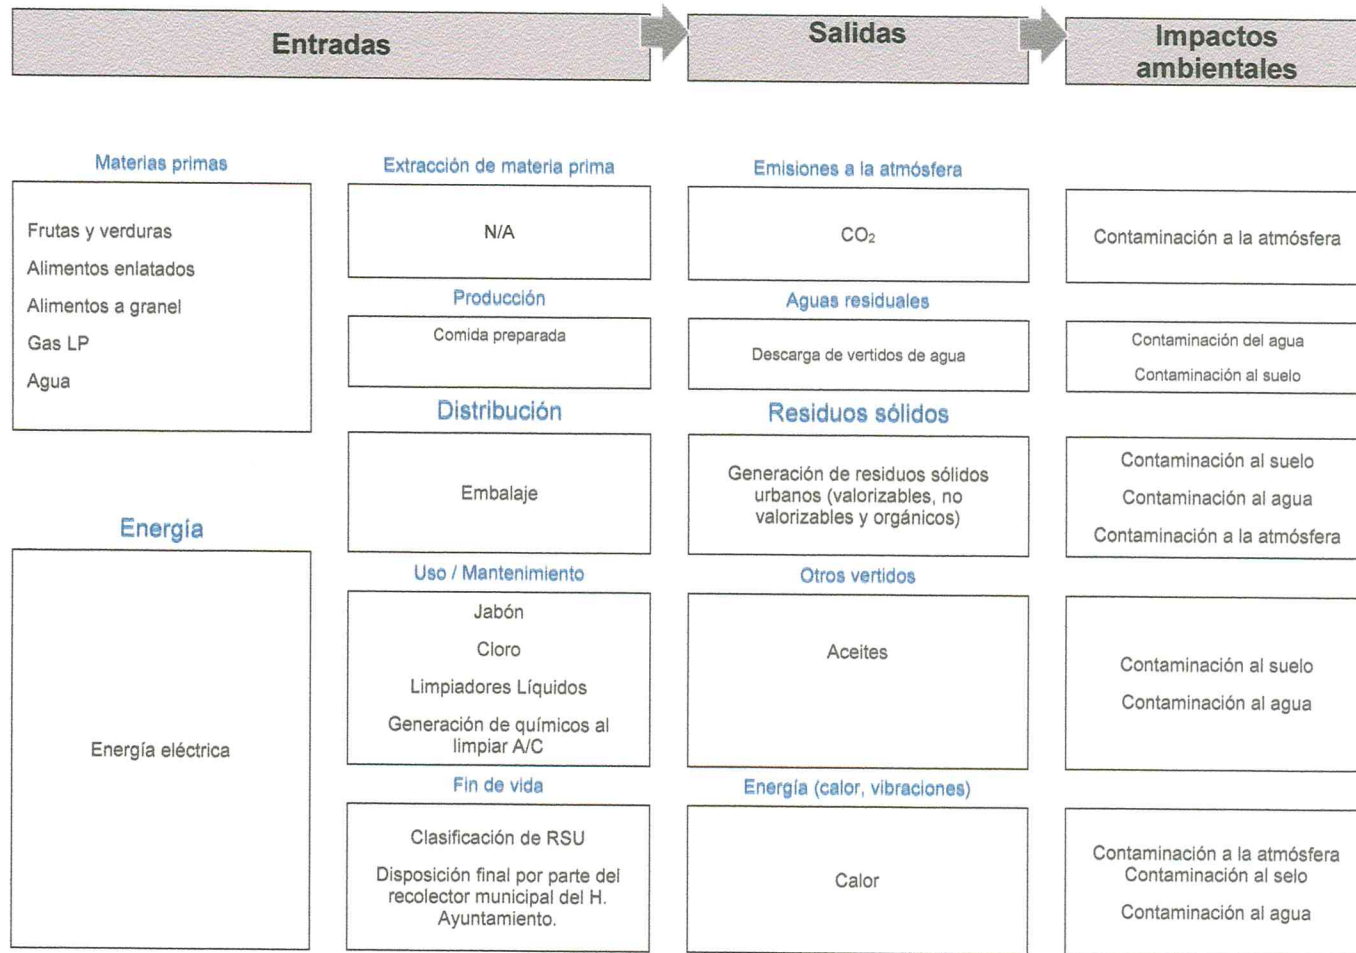 Entradas
Salidas
Impactos
ambientales
Materias primas
Frutas y verduras
Alimentos enlatados
Alimentos a granel
Gas LP
Agua
Energía
Energía eléctrica
Extracción de materia prima
N/A
Producción
Comida preparada
Distribución
Embalaje
Uso / Mantenimiento
Jabón
Cloro
Limpiadores Líquidos
Generación de químicos al
limpiar A/C
Fin de vida
Clasificación de RSU
Disposición final por parte del
recolector municipal del H.
Ayuntamiento.
Emisiones a la atmósfera
CO₂
Aguas residuales
Descarga de vertidos de agua
Residuos sólidos
Generación de residuos sólidos
urbanos (valorizables, no
valorizables y orgánicos)
Otros vertidos
Aceites
Energía (calor, vibraciones)
Calor
Contaminación a la atmósfera
Contaminación del agua
Contaminación al suelo
Contaminación al suelo
Contaminación al agua
Contaminación a la atmósfera
Contaminación al suelo
Contaminación al agua
Contaminación a la atmósfera
Contaminación al selo
Contaminación al agua